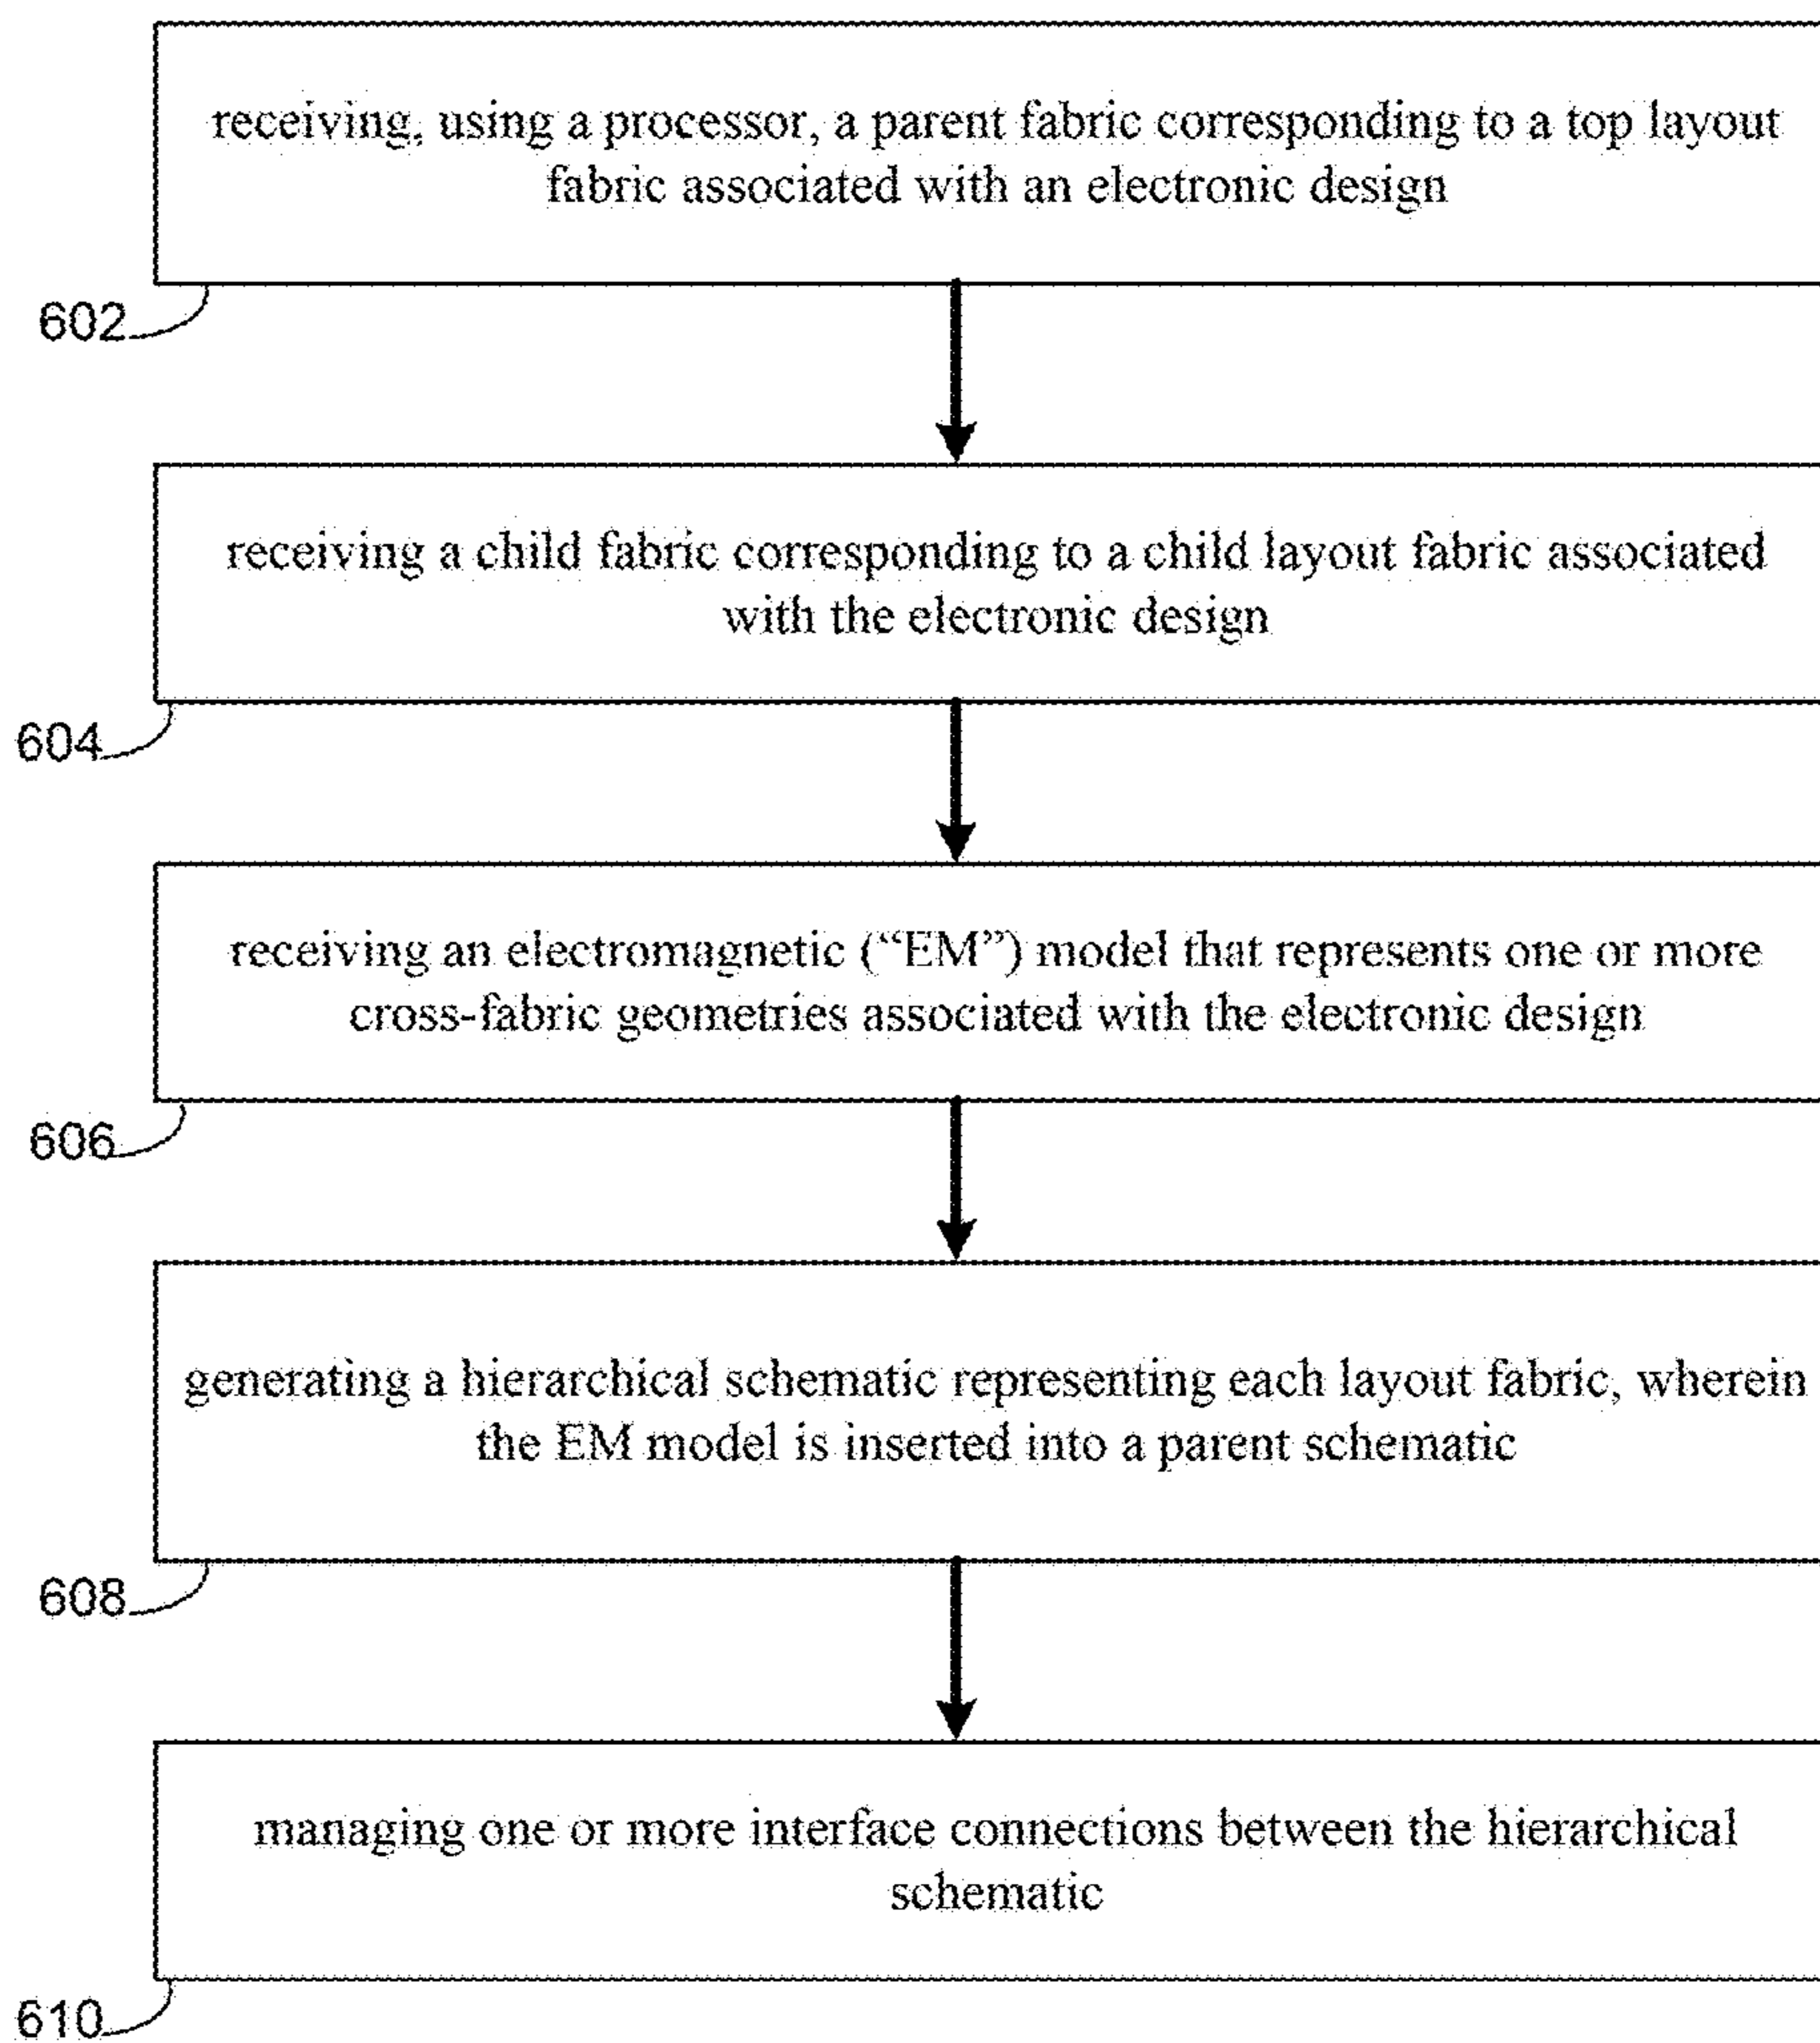 receiving, using a processor, a parent fabric corresponding to a top layout
fabric associated with an electronic design
602
receiving a child fabric corresponding to a child layout fabric associated
with the electronic design
604
receiving an electromagnetic (“EM”) model that represents one or more
cross-fabric geometries associated with the electronic design
606
generating a hierarchical schematic representing each layout fabric, wherein
the EM model is inserted into a parent schematic
608
managing one or more interface connections between the hierarchical
schematic
610